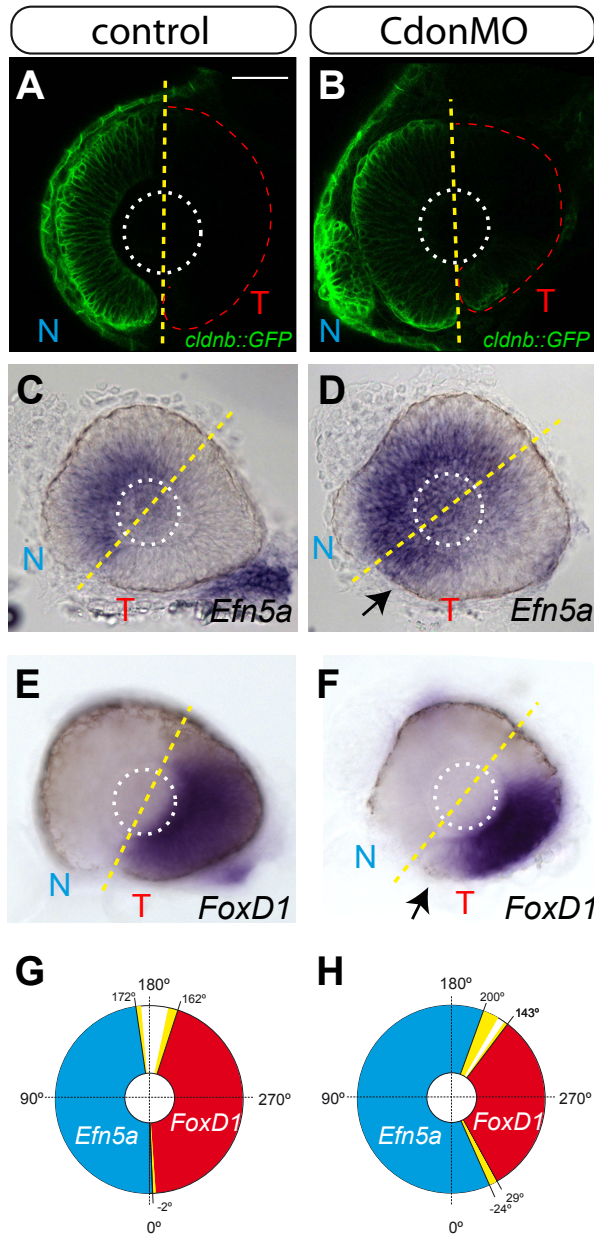 control CdonMO
A B
N T cldnb::GFP
N T cldnb::GFP
C D
N T Efn5a
N T Efn5a
E F
N T FoxD1
N T FoxD1
G H
180º 180º
172º 162º
200º 143º
90º 270º
Efn5a FoxD1
90º 270º
Efn5a FoxD1
-2º
29º
-24º
0º 0º